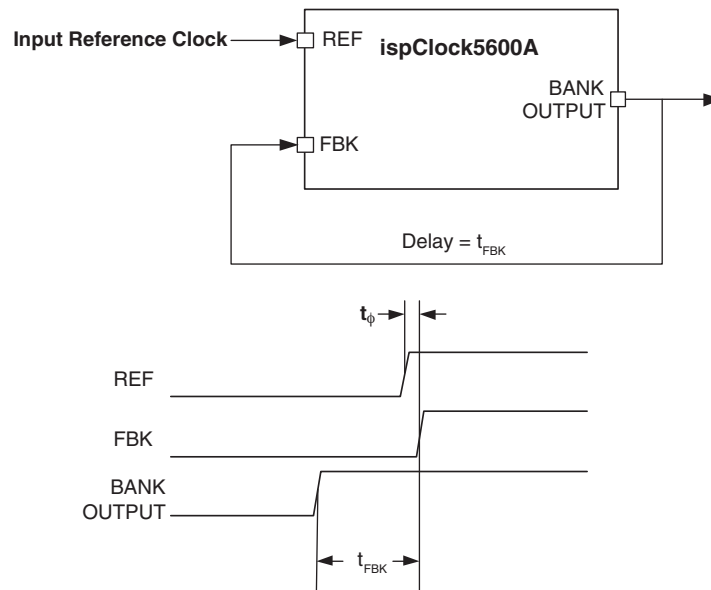 Input Reference Clock
REF
ispClock5600A
BANK
OUTPUT
FBK
Delay = tFBK
tϕ
REF
FBK
BANK
OUTPUT
tFBK